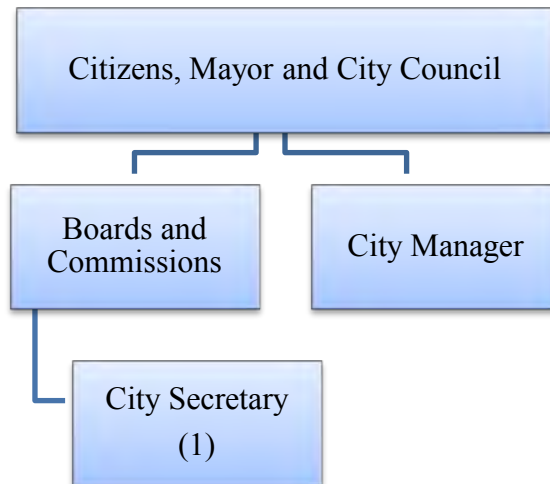 Citizens, Mayor and City Council
Boards and
Commissions
City Manager
City Secretary
(1)